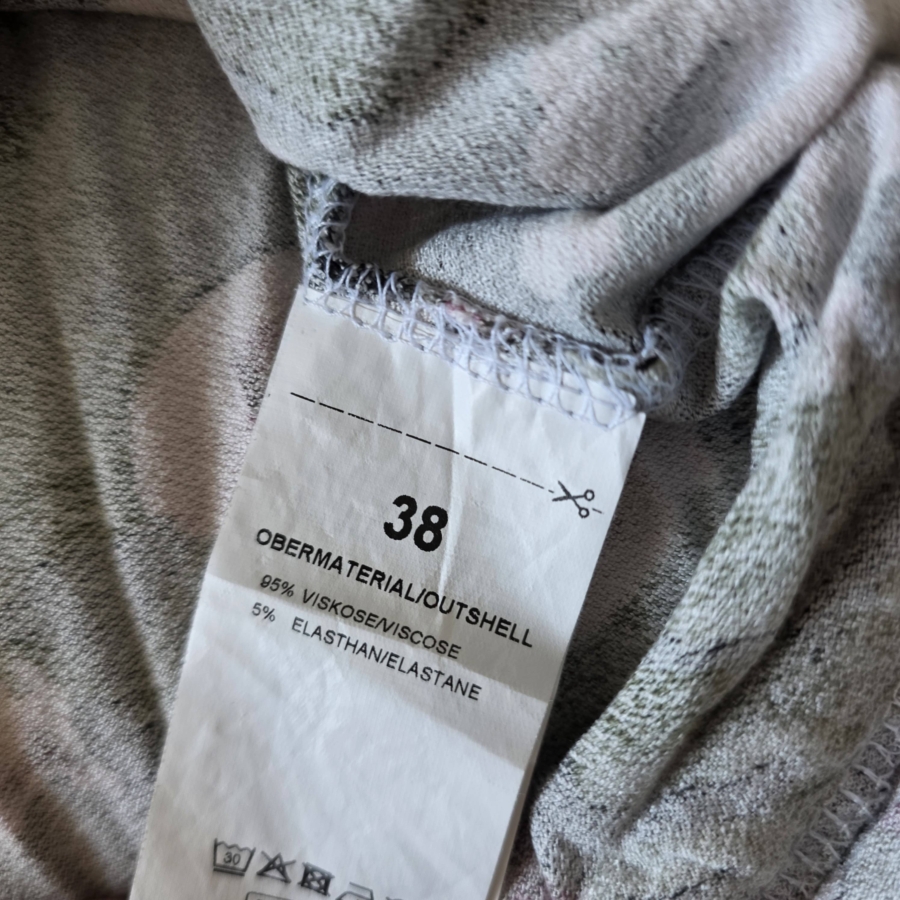 38
OBERMATERIAL/OUTSHELL
95% VISKOSE/VISCOSE
5% ELASTHAN/ELASTANE
30